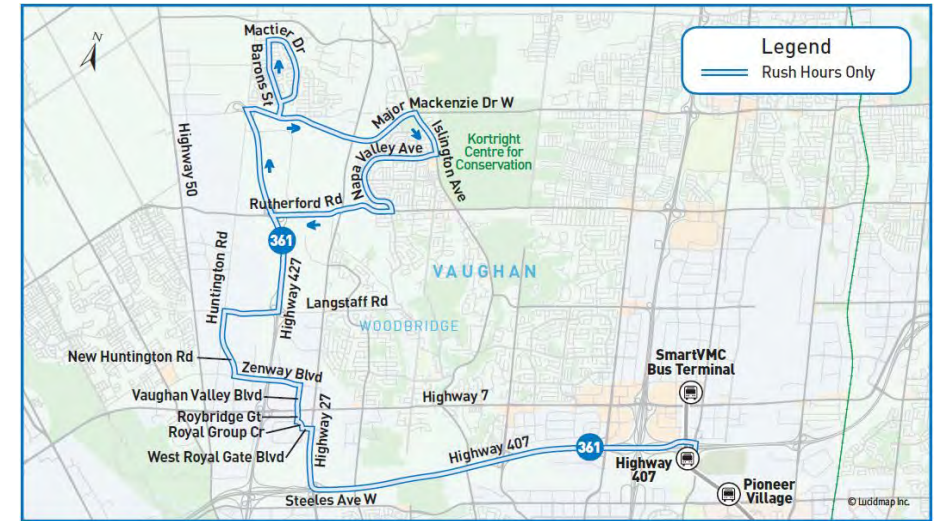 N
Mactier Dr
Barons St
Legend
Rush Hours Only
Major Mackenzie Dr W
Highway 50
Islington Ave
Kortright
Centre for
Conservation
Napa Valley Ave
Rutherford Rd
361
Huntington Rd
Highway 427
VAUGHAN
Langstaff Rd
WOODBRIDGE
New Huntington Rd
Zenway Blvd
SmartVMC
Bus Terminal
Vaughan Valley Blvd
Highway 7
Roybridge Gt
Royal Group Cr
Highway 27
West Royal Gate Blvd
Highway 407
361
Highway
407
Steeles Ave W
Pioneer
Village
© Lucidmap Inc.